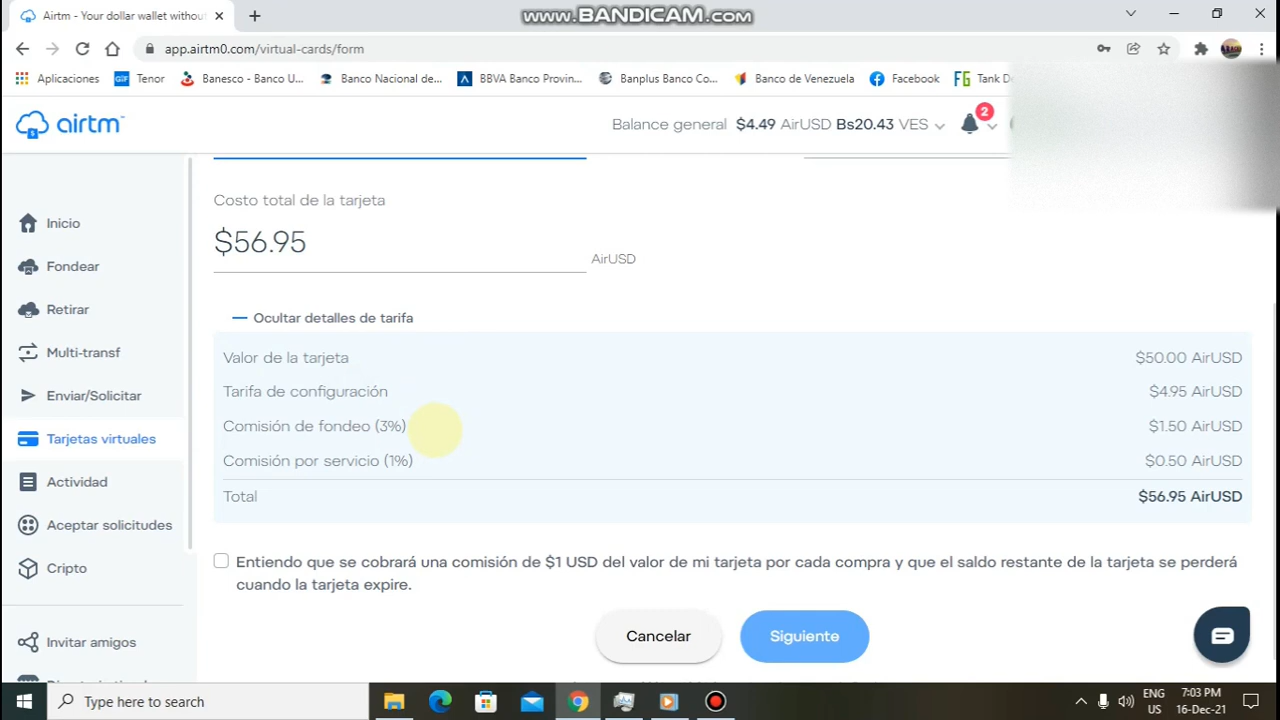 Airtm - Your dollar wallet withou
www.BANDICAM.com
app.airtm0.com/virtual-cards/form
Aplicaciones Tenor Banesco - Banco U... Banco Nacional de... BBVA Banco Provin... Banplus Banco Co... Banco de Venezuela Facebook Tank D
airtm
Balance general $4.49 AirUSD Bs20.43 VES
2
Costo total de la tarjeta
$56.95
AirUSD
Inicio
Fondear
Retirar
Multi-transf
Enviar/Solicitar
Tarjetas virtuales
Actividad
Aceptar solicitudes
Cripto
Invitar amigos
Ocultar detalles de tarifa
Valor de la tarjeta $50.00 AirUSD
Tarifa de configuración $4.95 AirUSD
Comisión de fondeo (3%) $1.50 AirUSD
Comisión por servicio (1%) $0.50 AirUSD
Total $56.95 AirUSD
Entiendo que se cobrará una comisión de $1 USD del valor de mi tarjeta por cada compra y que el saldo restante de la tarjeta se perderá
cuando la tarjeta expire.
Cancelar Siguiente
Type here to search
ENG
US
7:03 PM
16-Dec-21